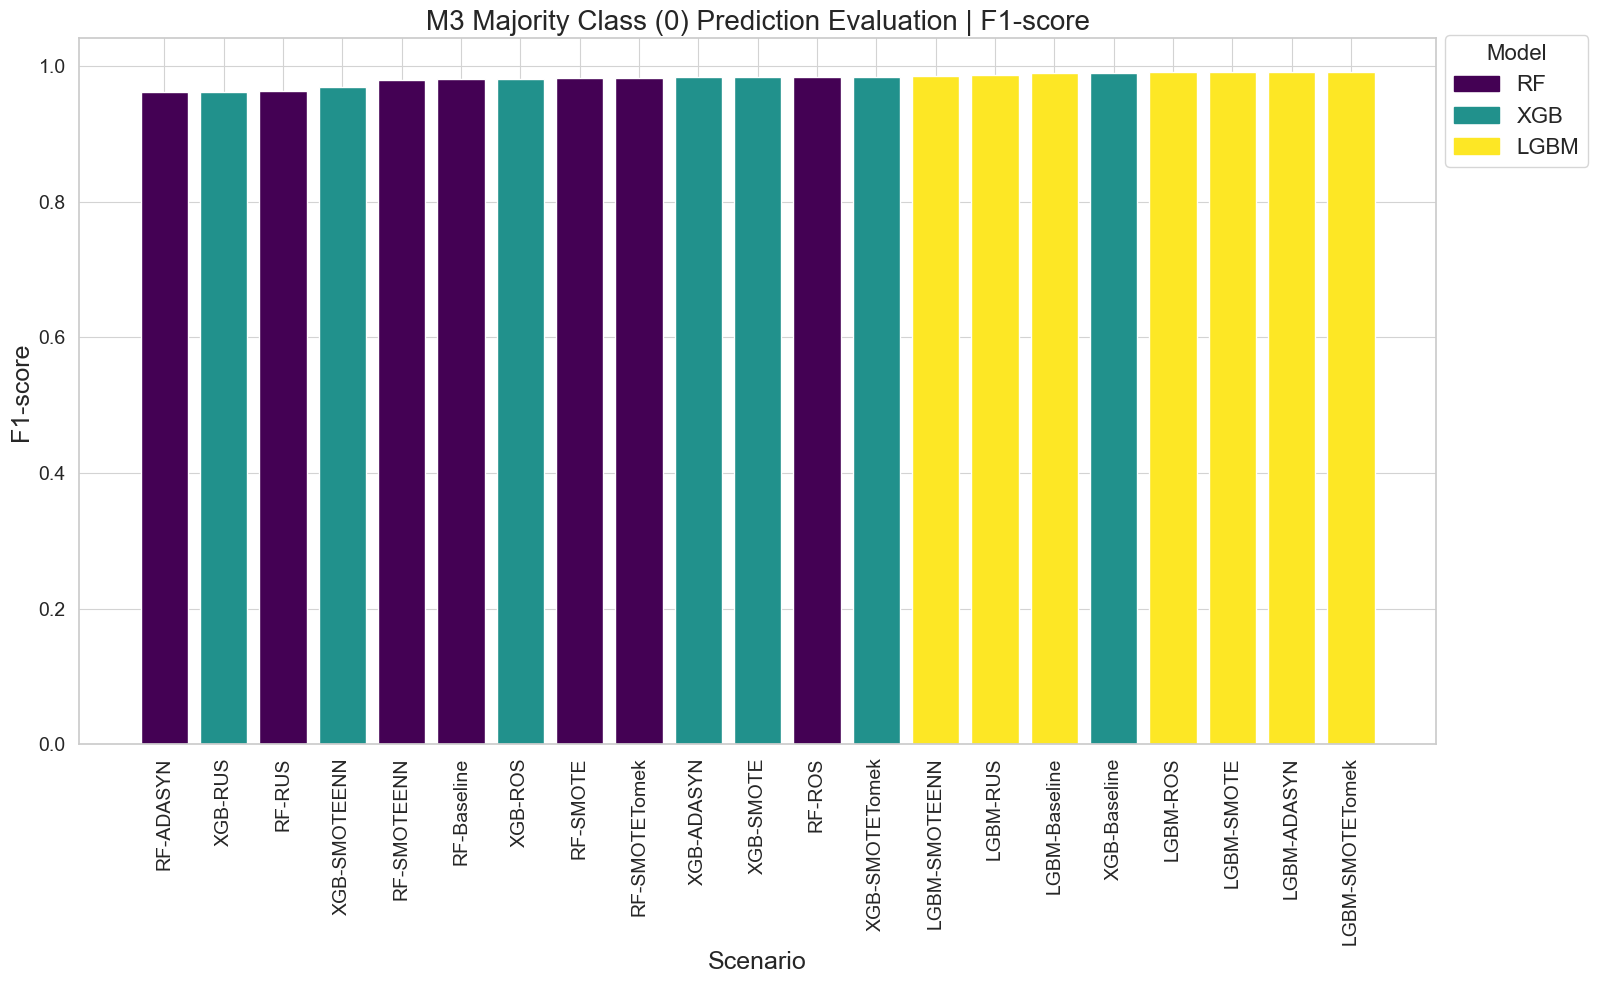 M3 Majority Class (0) Prediction Evaluation | F1-score
Model
RF
XGB
LGBM
F1-score
1.0
0.8
0.6
0.4
0.2
0.0
RF-ADASYN
XGB-RUS
RF-RUS
XGB-SMOTEENN
RF-SMOTEENN
RF-Baseline
XGB-ROS
RF-SMOTE
RF-SMOTETomek
XGB-ADASYN
XGB-SMOTE
RF-ROS
XGB-SMOTETomek
LGBM-SMOTEENN
LGBM-RUS
LGBM-Baseline
XGB-Baseline
LGBM-ROS
LGBM-SMOTE
LGBM-ADASYN
LGBM-SMOTETomek
Scenario